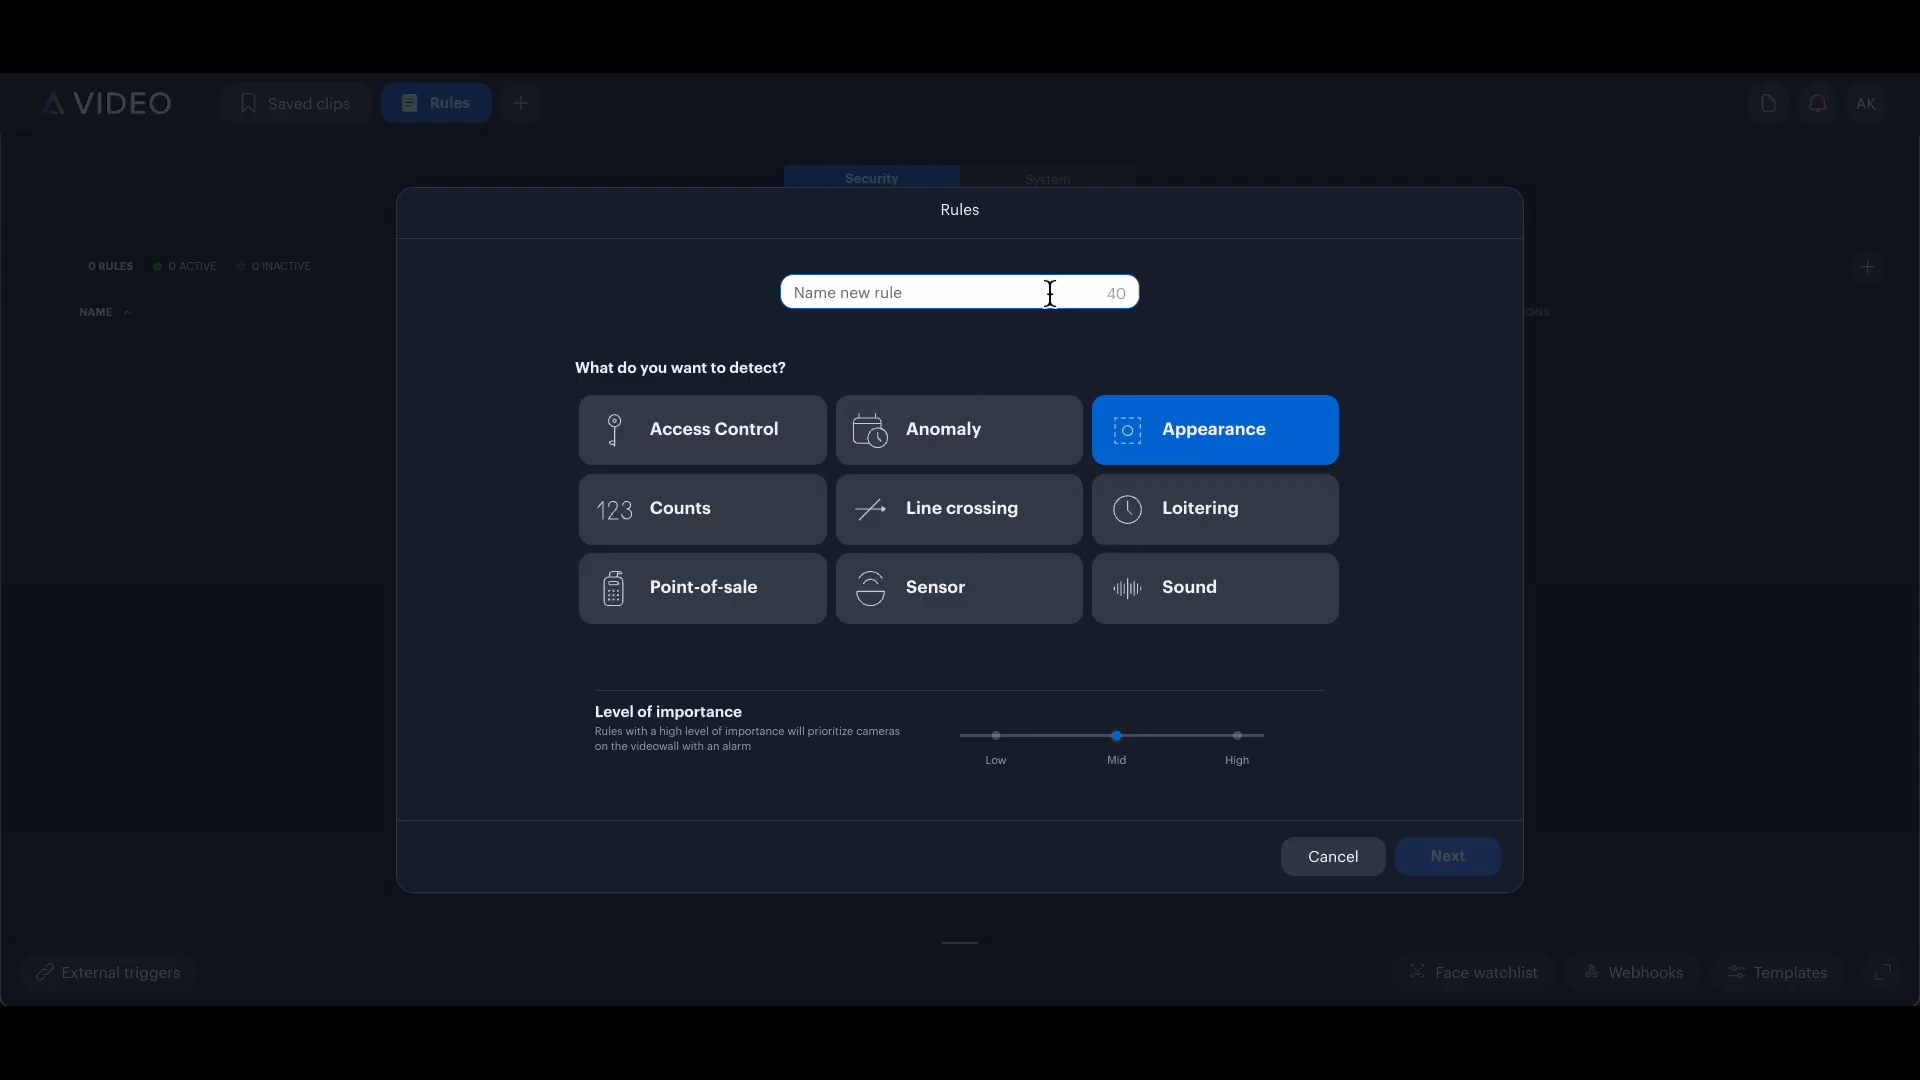 VIDEO
Saved clips
Rules
AK
Security
System
Rules
0 RULES
0 ACTIVE
0 INACTIVE
Name new rule
40
NAME
IONS
What do you want to detect?
Access Control
Anomaly
Appearance
123 Counts
Line crossing
Loitering
Point-of-sale
Sensor
Sound
Level of importance
Rules with a high level of importance will prioritize cameras
on the videowall with an alarm
Low
Mid
High
Cancel
Next
External triggers
Face watchlist
Webhooks
Templates